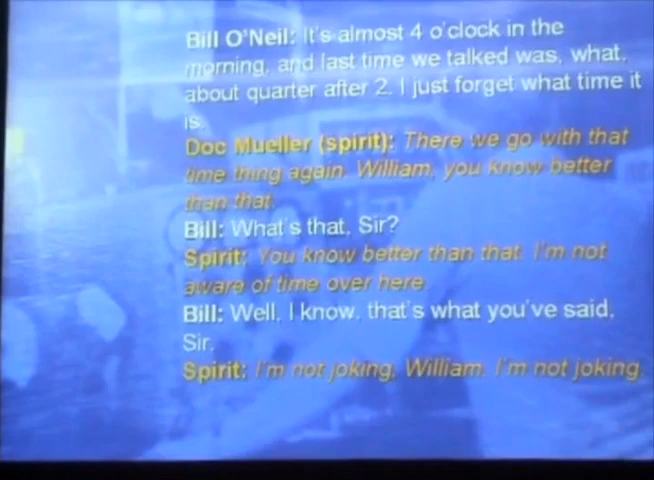 Bill O'Neil: It's almost 4 o'clock in the
morning, and last time we talked was, what,
about quarter after 2. I just forget what time it
is.
Doc Mueller (spirit): There we go with that
time thing again. William, you know better
than that.
Bill: What's that, Sir?
Spirit: You know better than that. I'm not
aware of time over here.
Bill: Well, I know, that's what you've said,
Sir.
Spirit: I'm not joking, William. I'm not joking.